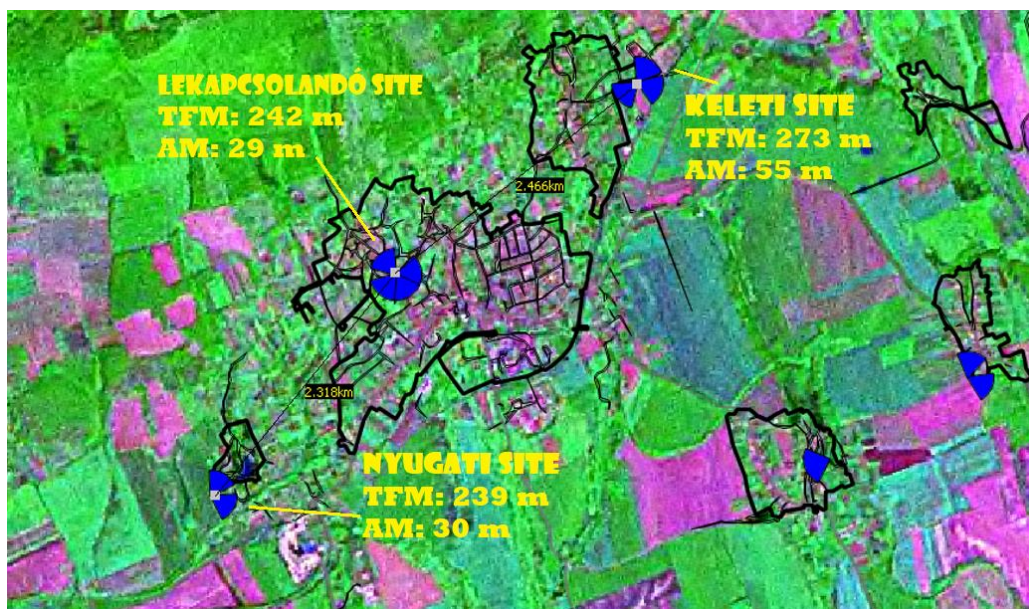 LEKAPCSOLANDÓ SITE
TFM: 242 m
AM: 29 m
KELETI SITE
TFM: 273 m
AM: 55 m
2.466km
2.318km
NYUGATI SITE
TFM: 239 m
AM: 30 m